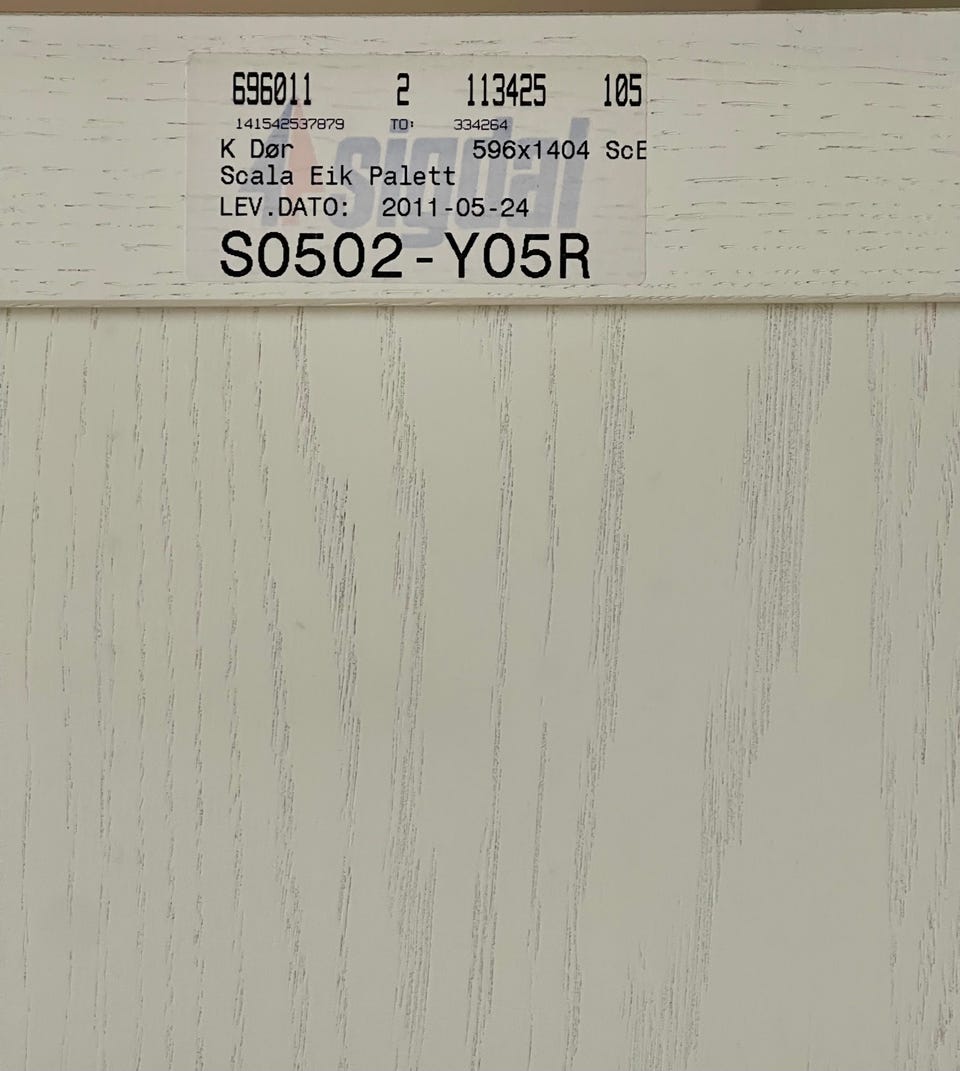 696011 2 113425 105
141542537879 TO: 334264
K Dør 596x1404 ScE
Scala Eik Palett
LEV.DATO: 2011-05-24
S0502-Y05R
sigdal